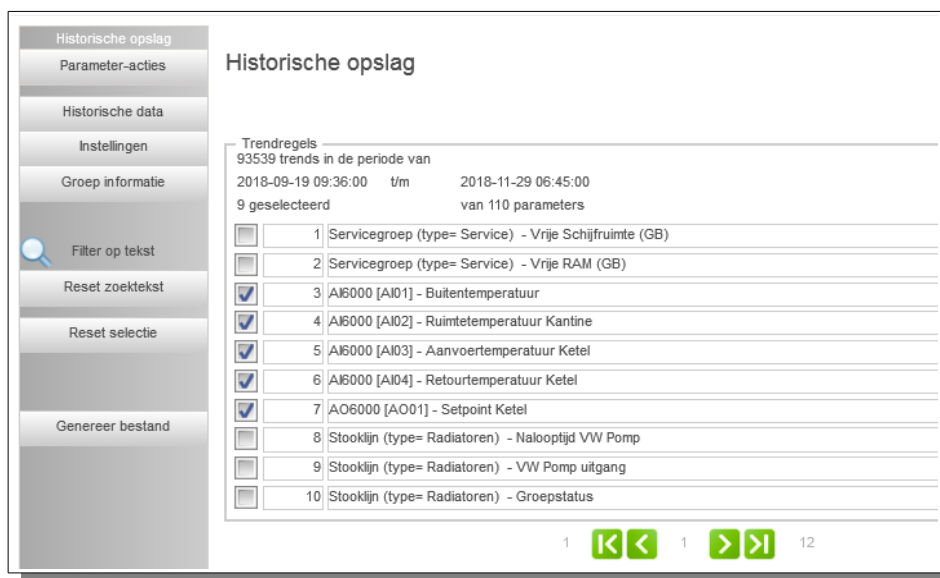 Historische opslag
Parameter-acties
Historische data
Instellingen
Groep informatie
Filter op tekst
Reset zoektekst
Reset selectie
Genereer bestand
Historische opslag
Trendregels
93539 trends in de periode van
2018-09-19 09:36:00 t/m 2018-11-29 06:45:00
9 geselecteerd van 110 parameters
1 Servicegroep (type= Service) - Vrije Schijfruimte (GB)
2 Servicegroep (type= Service) - Vrije RAM (GB)
3 AI6000 [AI01] - Buitentemperatuur
4 AI6000 [AI02] - Ruimtetemperatuur Kantine
5 AI6000 [AI03] - Aanvoertemperatuur Ketel
6 AI6000 [AI04] - Retourtemperatuur Ketel
7 AO6000 [AO01] - Setpoint Ketel
8 Stooklijn (type= Radiatoren) - Nalooptijd VW Pomp
9 Stooklijn (type= Radiatoren) - VW Pomp uitgang
10 Stooklijn (type= Radiatoren) - Groepstatus
1 1 12